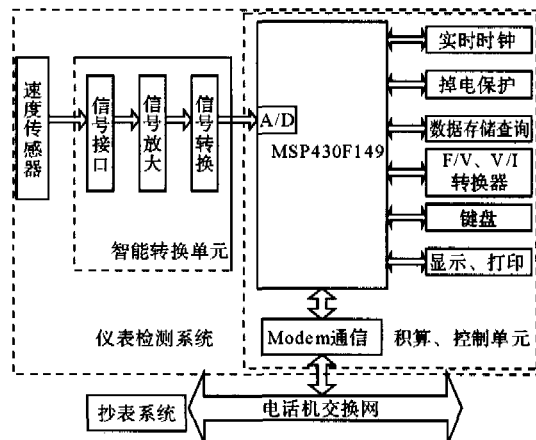 速度传感器
信号接口
信号放大
信号转换
智能转换单元
A/D
MSP430F149
实时时钟
掉电保护
数据存储查询
F/V、V/I
转换器
键盘
显示、打印
仪表检测系统
Modem通信
积算、控制单元
抄表系统
电话机交换网